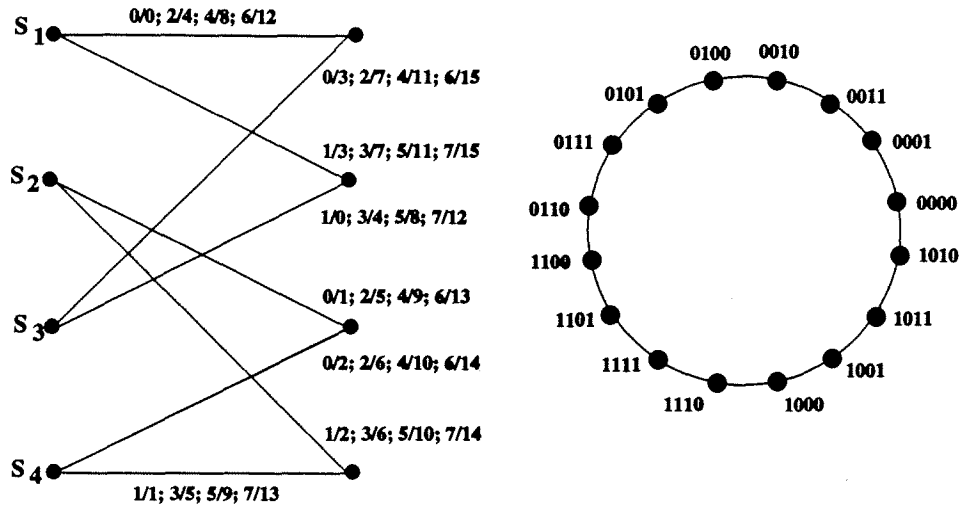 S1
0/0; 2/4; 4/8; 6/12
0/3; 2/7; 4/11; 6/15
1/3; 3/7; 5/11; 7/15
S2
1/0; 3/4; 5/8; 7/12
0/1; 2/5; 4/9; 6/13
S3
0/2; 2/6; 4/10; 6/14
1/2; 3/6; 5/10; 7/14
S4
1/1; 3/5; 5/9; 7/13
0100
0010
0101
0011
0111
0001
0110
0000
1100
1010
1101
1011
1111
1001
1110
1000